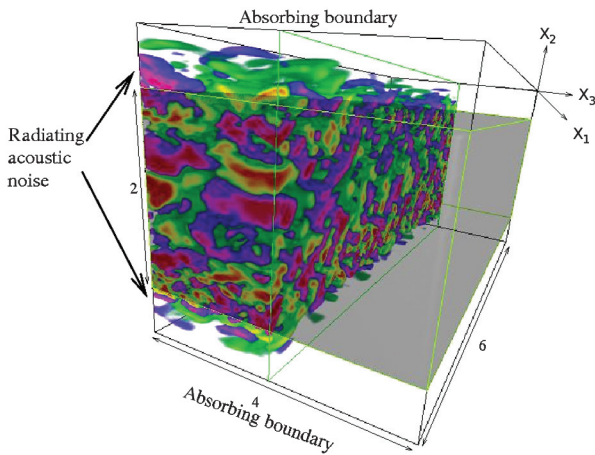 Absorbing boundary
X2
X3
X1
Radiating
acoustic
noise
2
6
4
Absorbing boundary